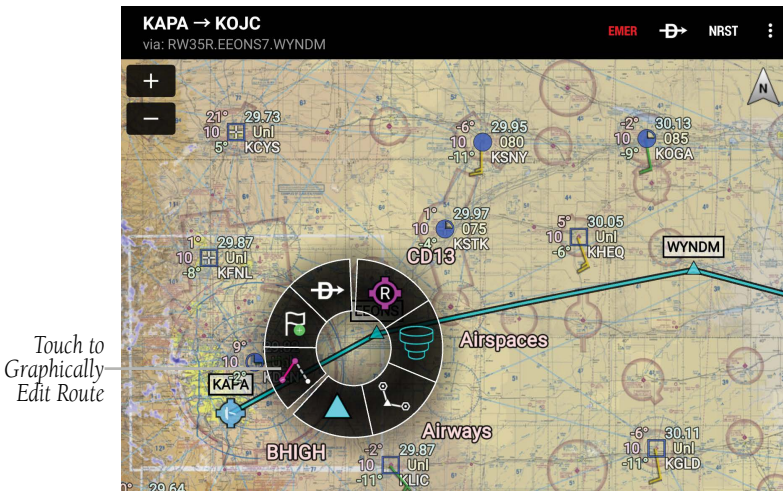 KAPA → KOJC
via: RW35R.EEONS7.WYNDM
EMER
D
NRST
+
−
N
21° 29.73
10 Unl
5° KCYS
-6° 29.95
10 080
-11° KSNY
-2° 30.13
10 085
-9° KOGA
1° 29.97
10 075
-4° KSTK
5° 30.05
10 Unl
-6° KHEQ
1° 29.87
10 Unl
-8° KFNL
WYNDM
CD13
D
R
EEONS
Airspaces
Touch to
Graphically
Edit Route
9°
10
KAPA
Airways
BHIGH
-2° 29.87
10 Unl
-11° KLIC
-6° 30.11
10 Unl
-11° KGLD
0° 29.64